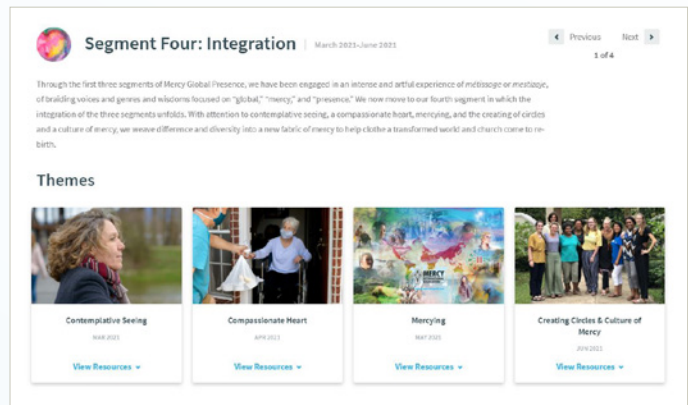 Segment Four: Integration | March 2021-June 2021
Previous Next
1 of 4
Through the first three segments of Mercy Global Presence, we have been engaged in an intense and artful experience of métissage or mestizaje,
of braiding voices and genres and wisdoms focused on "global," "mercy," and "presence." We now move to our fourth segment in which the
integration of the three segments unfolds. With attention to contemplative seeing, a compassionate heart, mercying, and the creating of circles
and a culture of mercy, we weave difference and diversity into a new fabric of mercy to help clothe a transformed world and church come to re-
birth.
Themes
MERCY
Contemplative Seeing
MAR 2021
View Resources
Compassionate Heart
APR 2021
View Resources
Mercying
MAY 2021
View Resources
Creating Circles & Culture of
Mercy
JUN 2021
View Resources